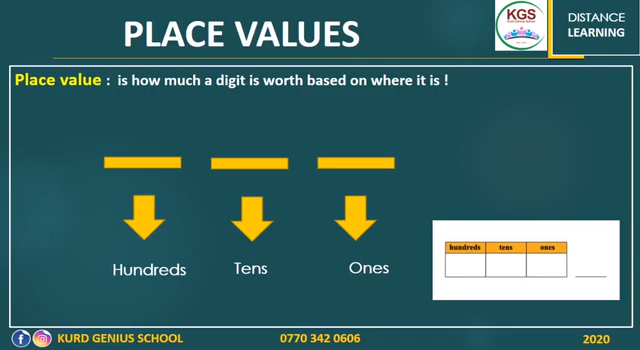 PLACE VALUES
KGS
DISTANCE
LEARNING
Place value : is how much a digit is worth based on where it is !
Hundreds Tens Ones
hundreds tens ones
KURD GENIUS SCHOOL 0770 342 0606 2020